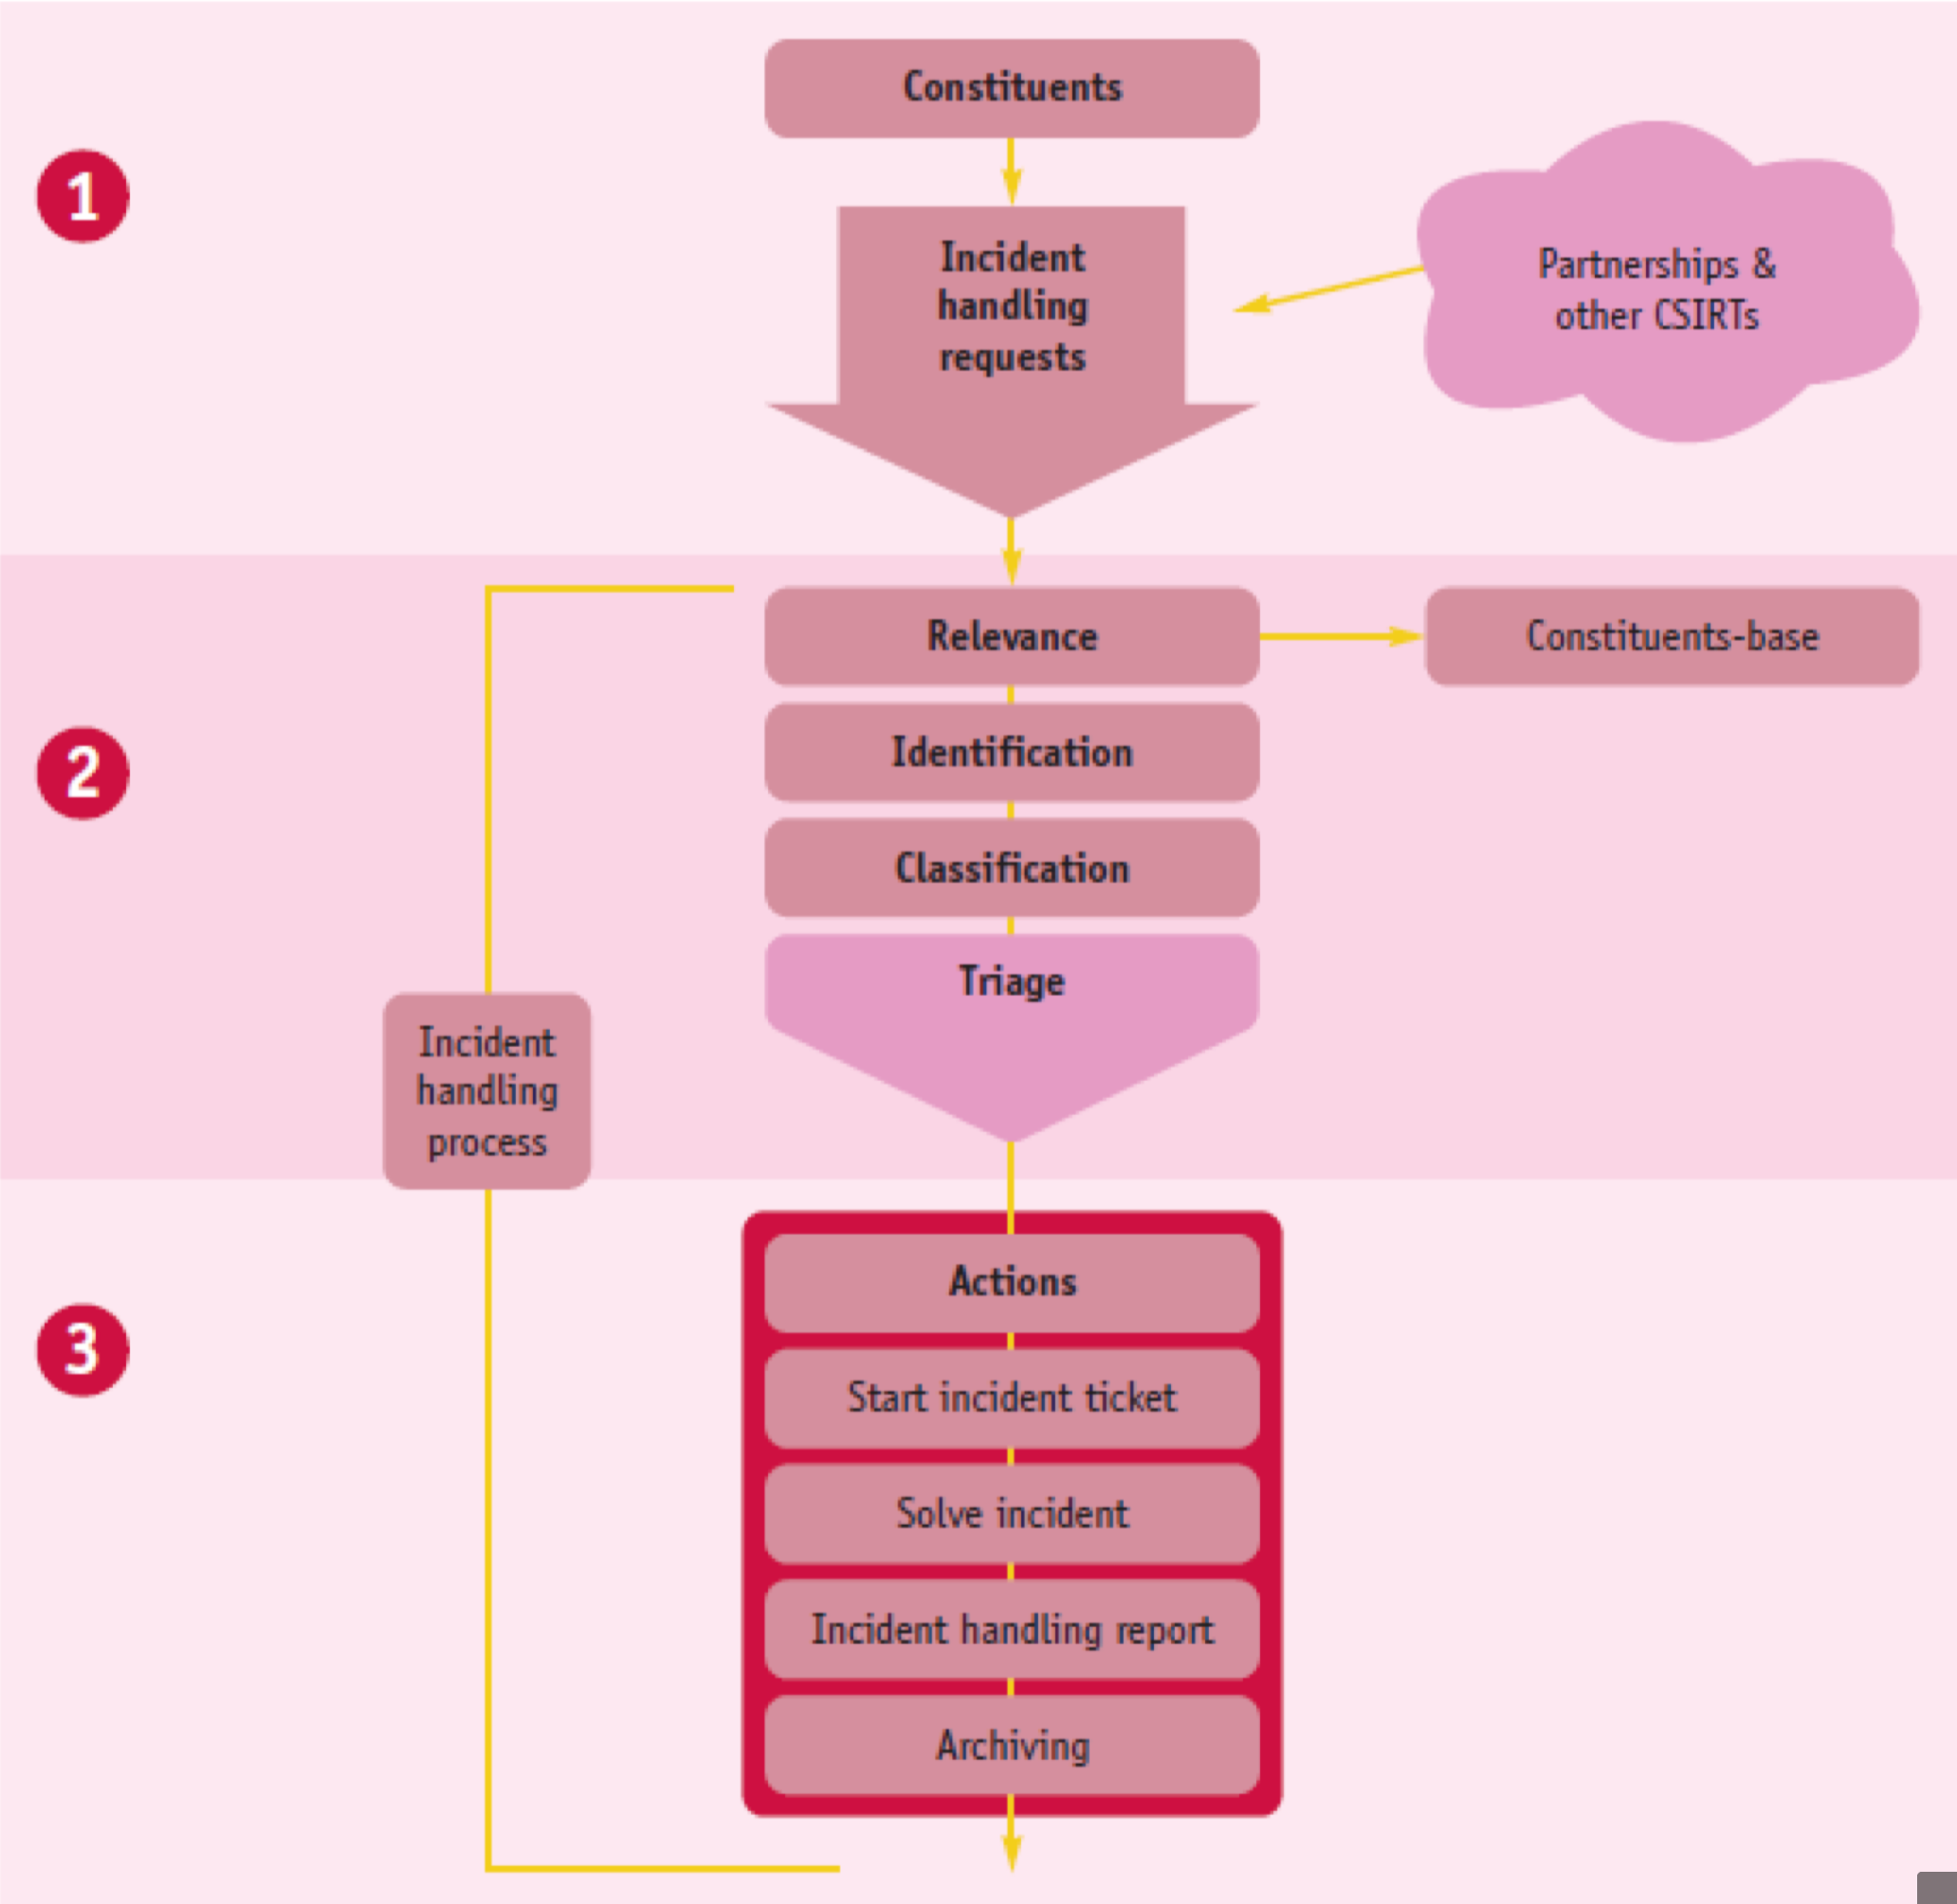 Constituents
1
Incident
handling
requests
Partnerships &
other CSIRTs
2
Relevance
Constituents-base
Identification
Classification
Triage
Incident
handling
process
3
Actions
Start incident ticket
Solve incident
Incident handling report
Archiving